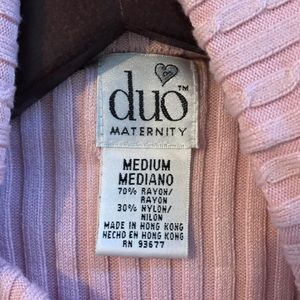 duo™
MATERNITY
MEDIUM
MEDIANO
70% RAYON/
RAYON
30% NYLON/
NILON
MADE IN HONG KONG
HECHO EN HONG KONG
RN 93677